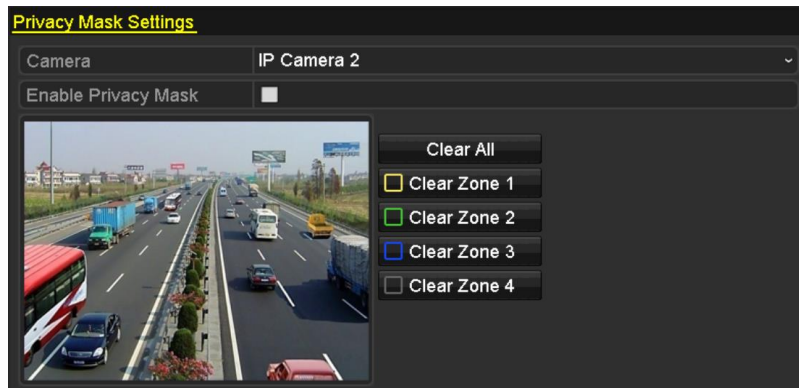 Privacy Mask Settings
Camera IP Camera 2
Enable Privacy Mask
Clear All
Clear Zone 1
Clear Zone 2
Clear Zone 3
Clear Zone 4